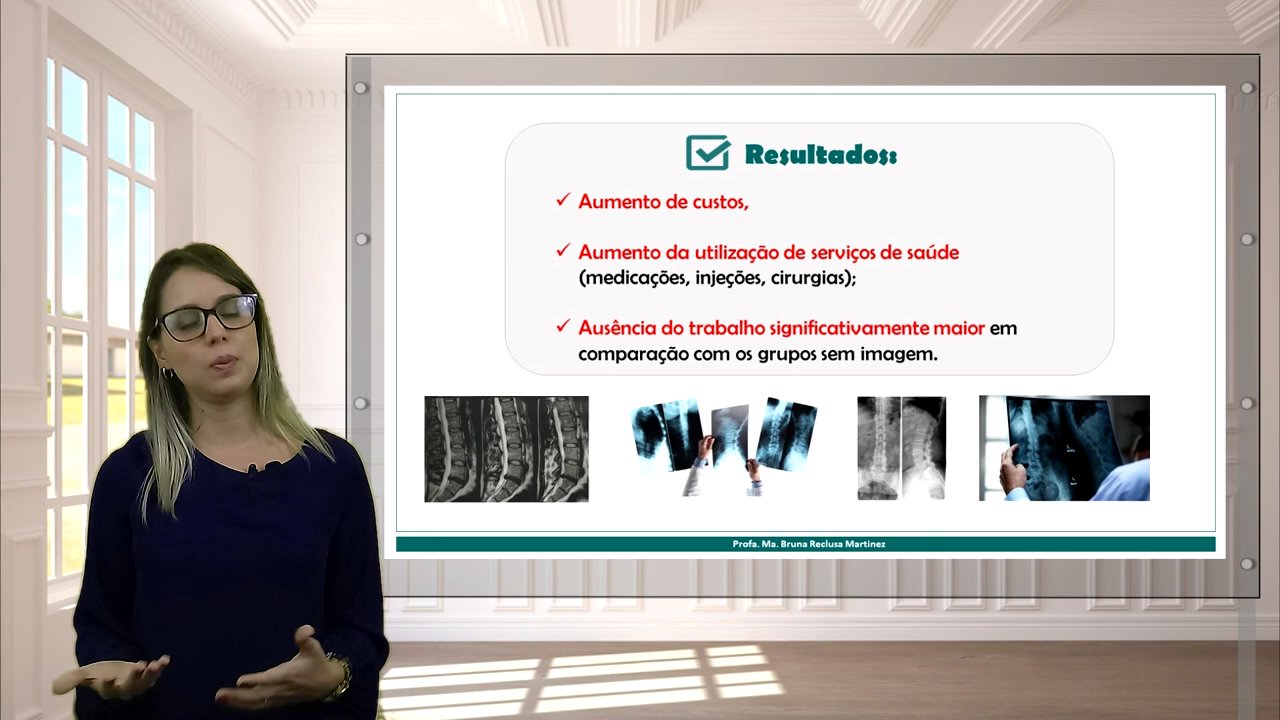 Resultados:
Aumento de custos,
Aumento da utilização de serviços de saúde
(medicações, injeções, cirurgias);
Ausência do trabalho significativamente maior em
comparação com os grupos sem imagem.
Profa. Ma. Bruna Reclusa Martinez